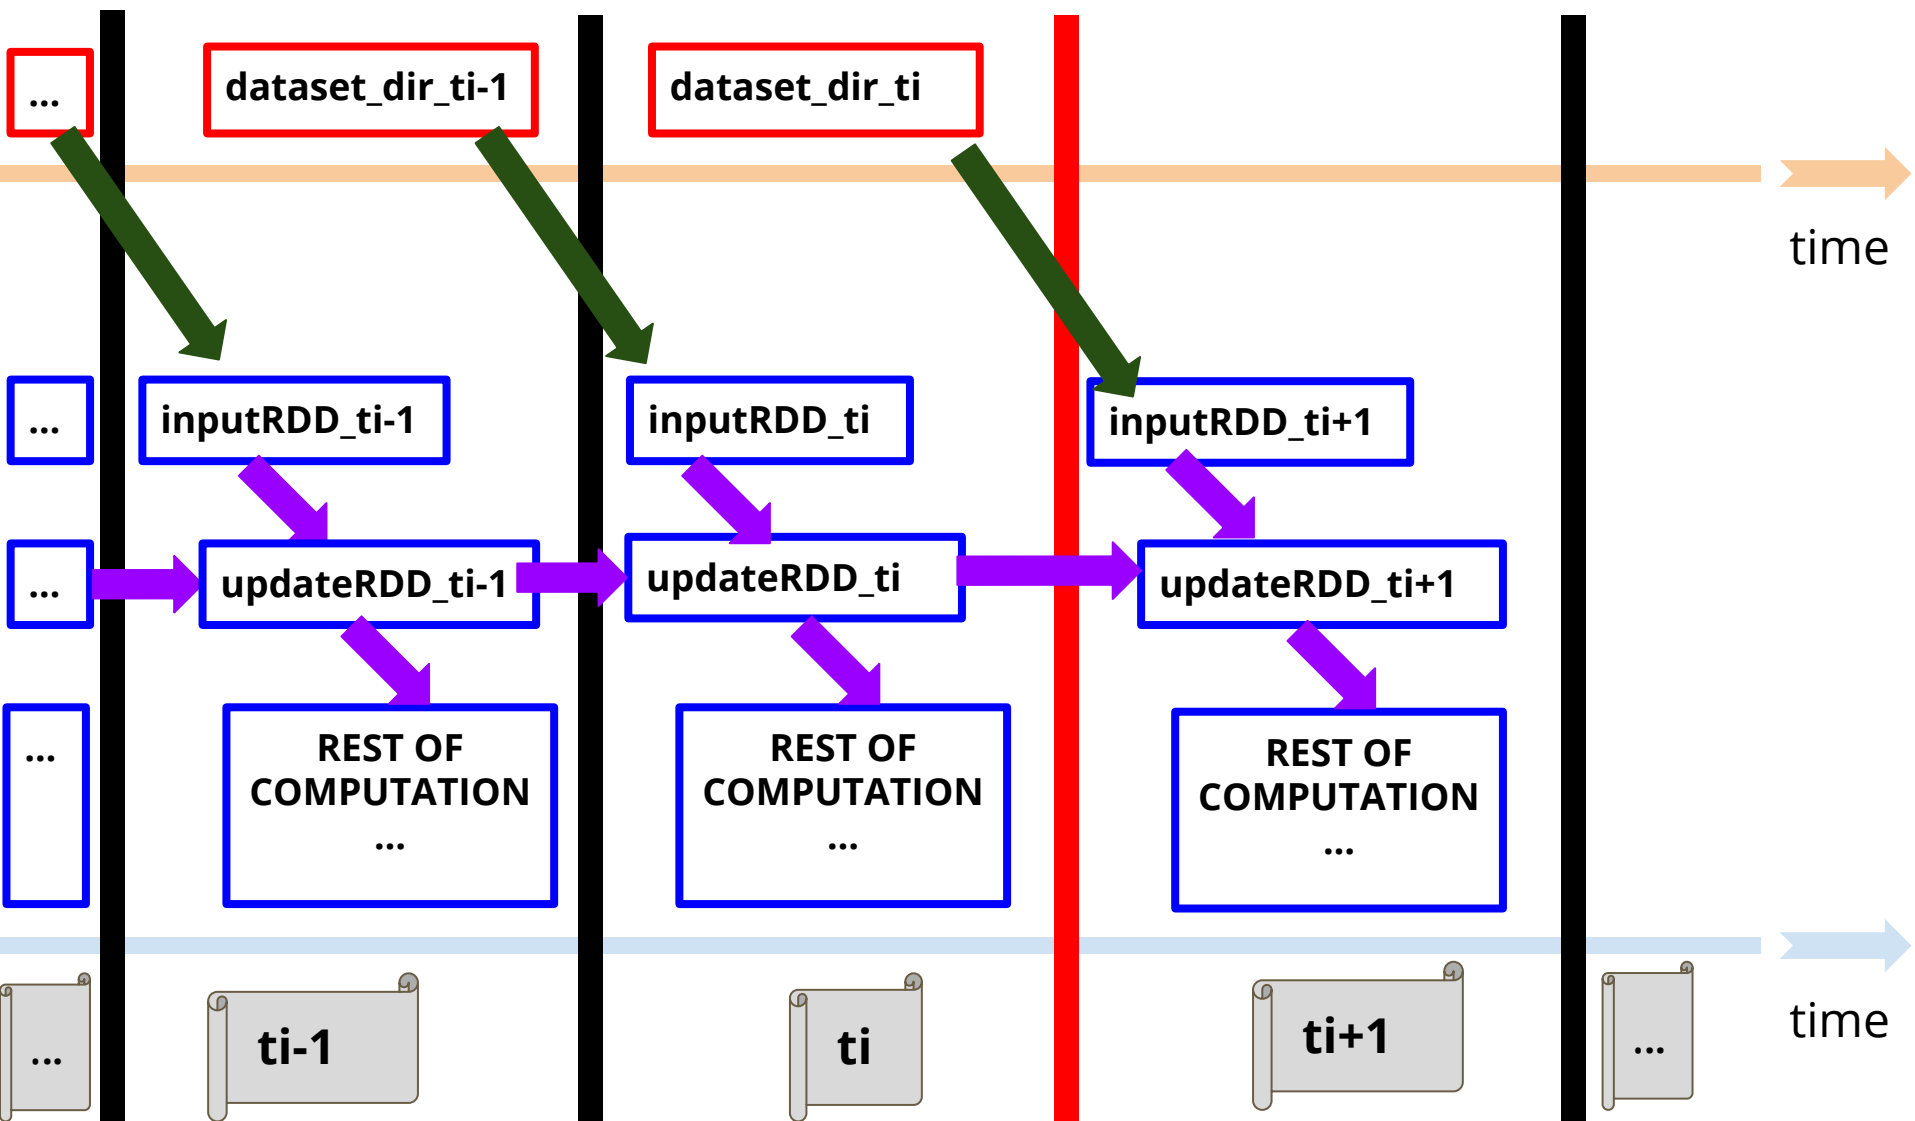 ...
dataset_dir_ti-1
dataset_dir_ti
time
...
inputRDD_ti-1
inputRDD_ti
inputRDD_ti+1
...
updateRDD_ti-1
updateRDD_ti
updateRDD_ti+1
...
REST OF
COMPUTATION
...
REST OF
COMPUTATION
...
REST OF
COMPUTATION
...
...
ti-1
ti
ti+1
...
time